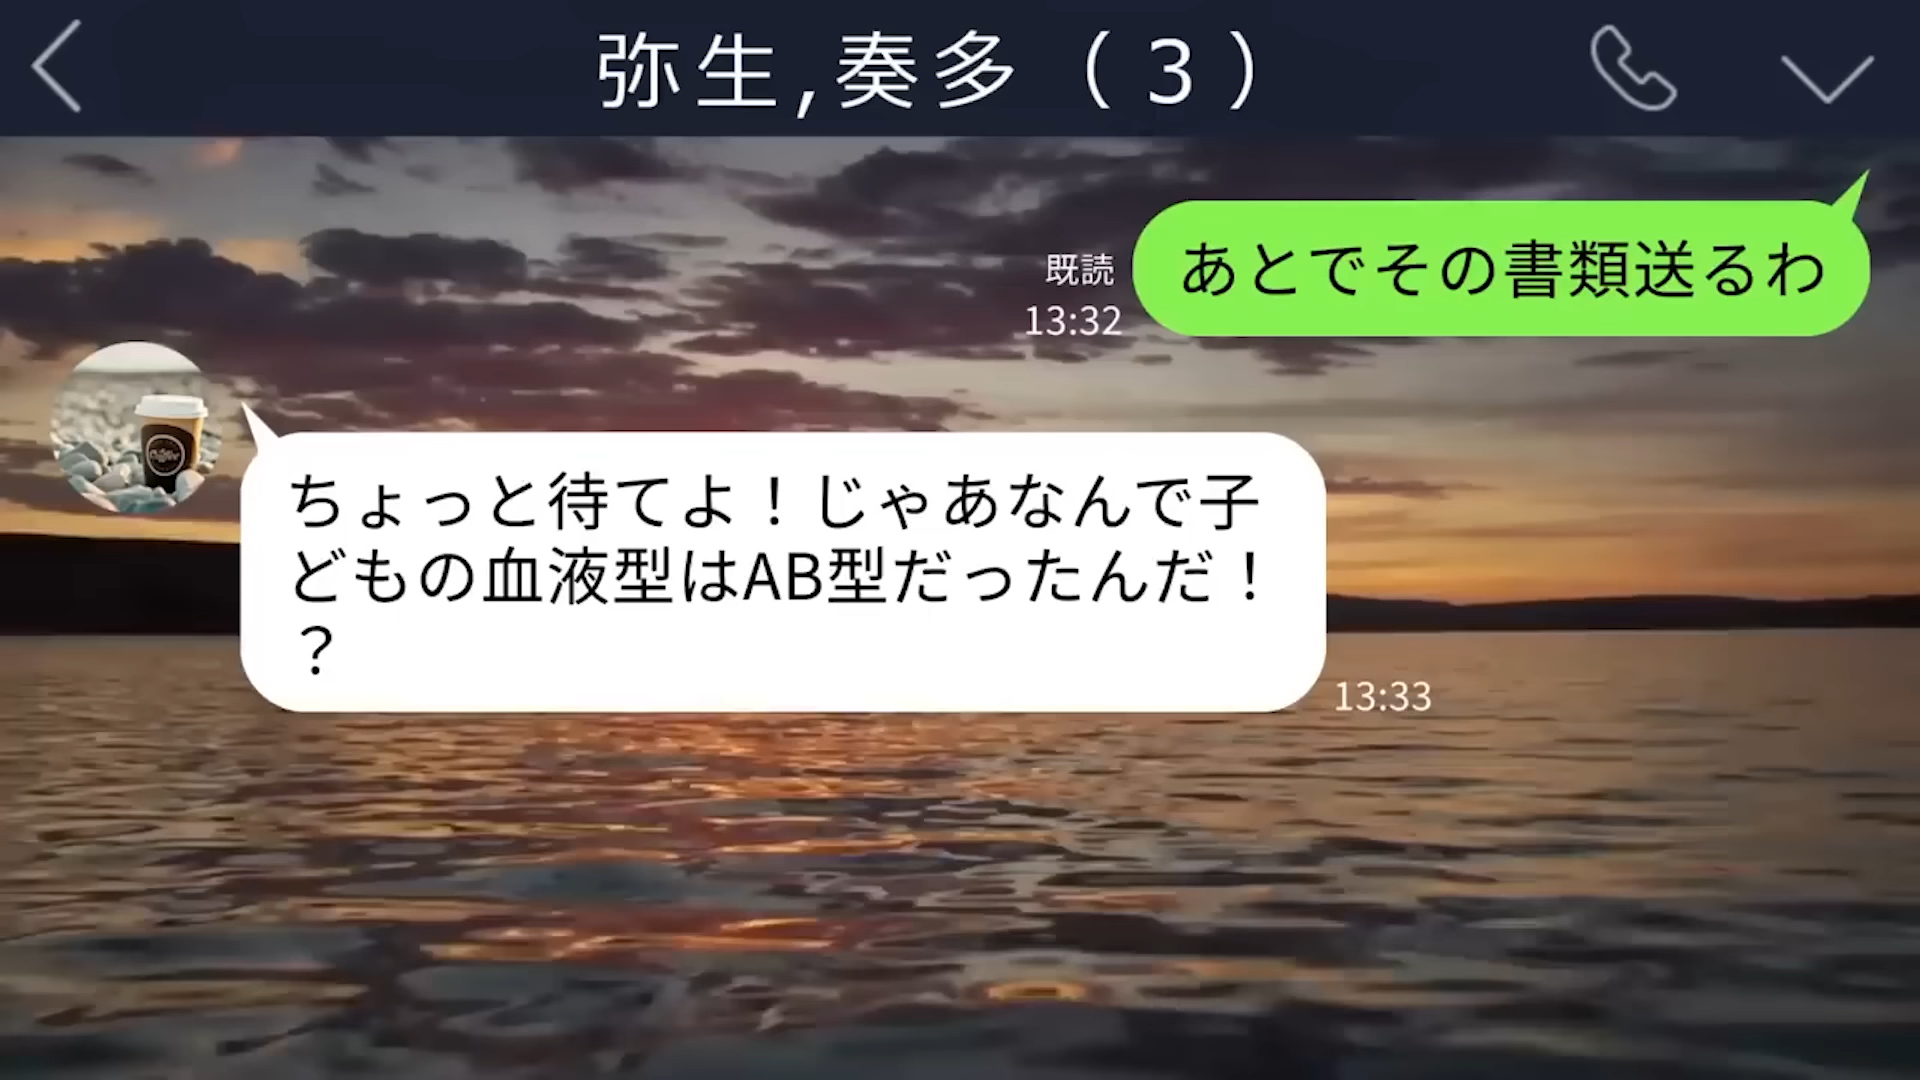 弥生,奏多（3）
あとでその書類送るわ
既読
13:32
ちょっと待てよ！じゃあなんで子
どもの血液型はAB型だったんだ！
？
13:33